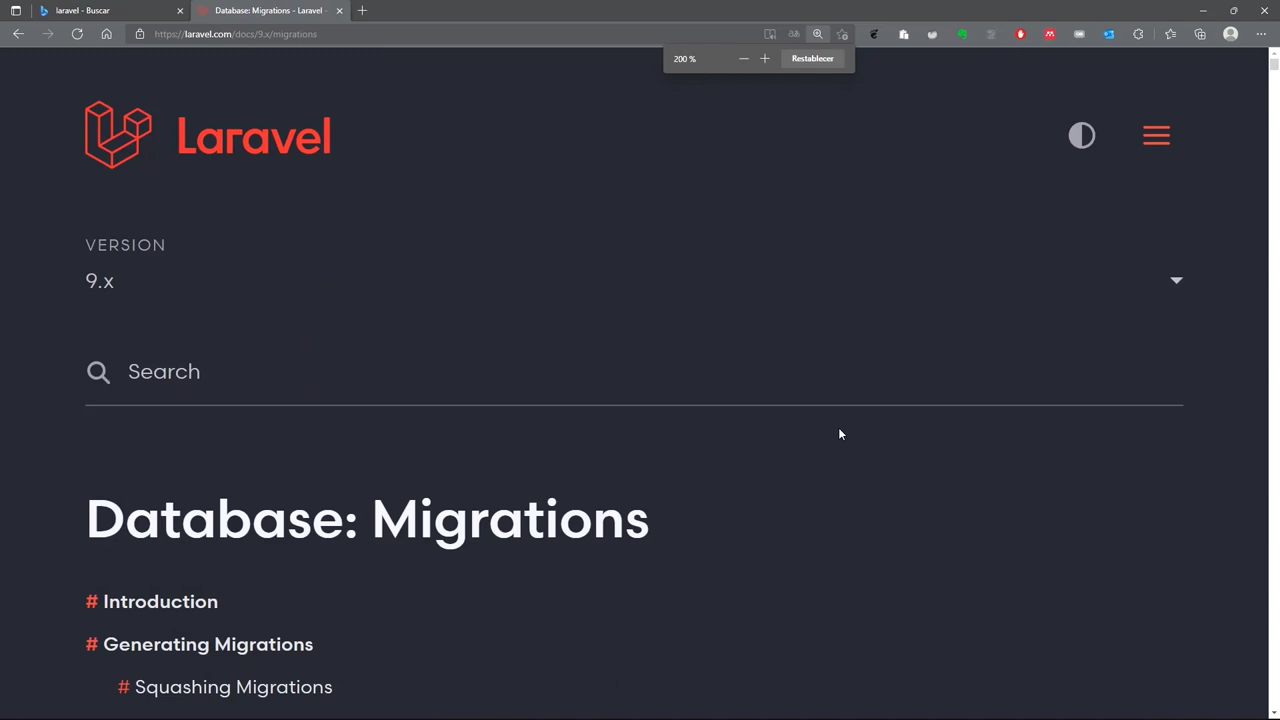 laravel - Buscar
Database: Migrations - Laravel -
https://laravel.com/docs/9.x/migrations
200 %
Restablecer
Laravel
VERSION
9.x
Search
Database: Migrations
# Introduction
# Generating Migrations
# Squashing Migrations